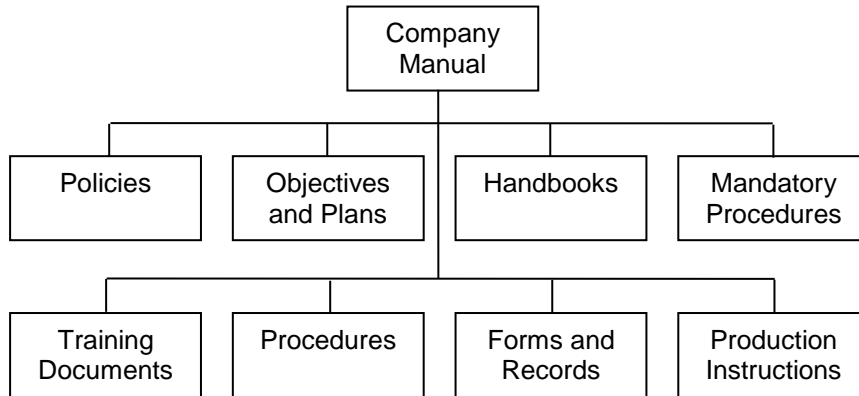 Company
Manual
Policies
Objectives
and Plans
Handbooks
Mandatory
Procedures
Training
Documents
Procedures
Forms and
Records
Production
Instructions